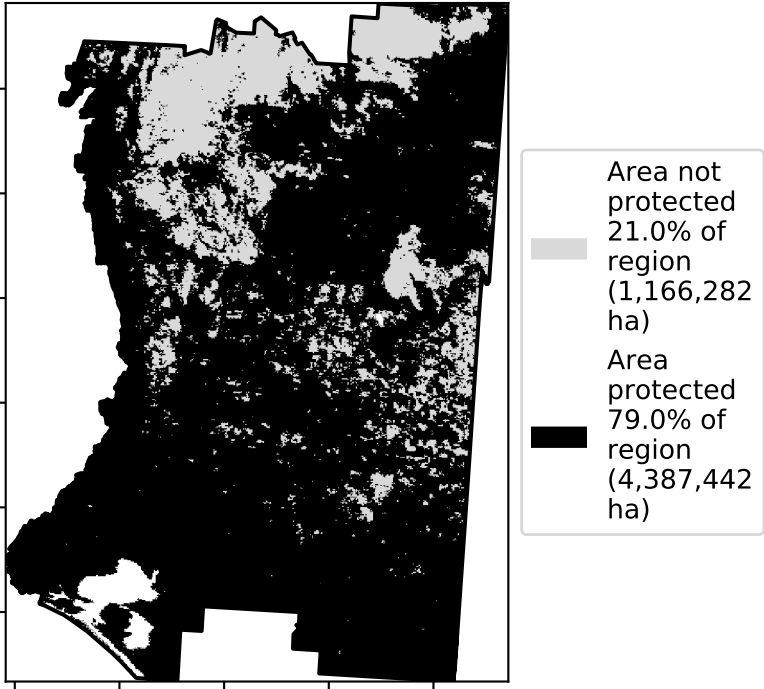 Area not
protected
21.0% of
region
(1,166,282
ha)
Area
protected
79.0% of
region
(4,387,442
ha)